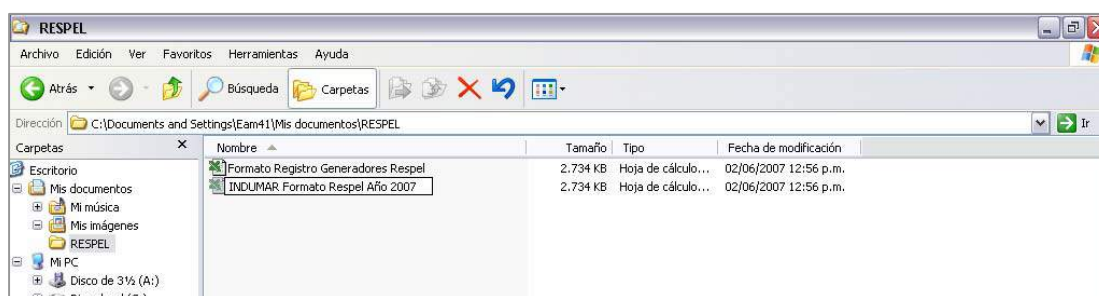 RESPEL
Archivo Edición Ver Favoritos Herramientas Ayuda
Atrás Búsqueda Carpetas
Dirección C:\Documents and Settings\Eam41\Mis documentos\RESPEL Ir
Carpetas X Nombre Tamaño Tipo Fecha de modificación
Escritorio
Mis documentos
Mi música
Mis imágenes
RESPEL
Mi PC
Disco de 3½ (A:)
Formato Registro Generadores Respel 2.734 KB Hoja de cálculo... 02/06/2007 12:56 p.m.
INDUMAR Formato Respel Año 2007 2.734 KB Hoja de cálculo... 02/06/2007 12:56 p.m.